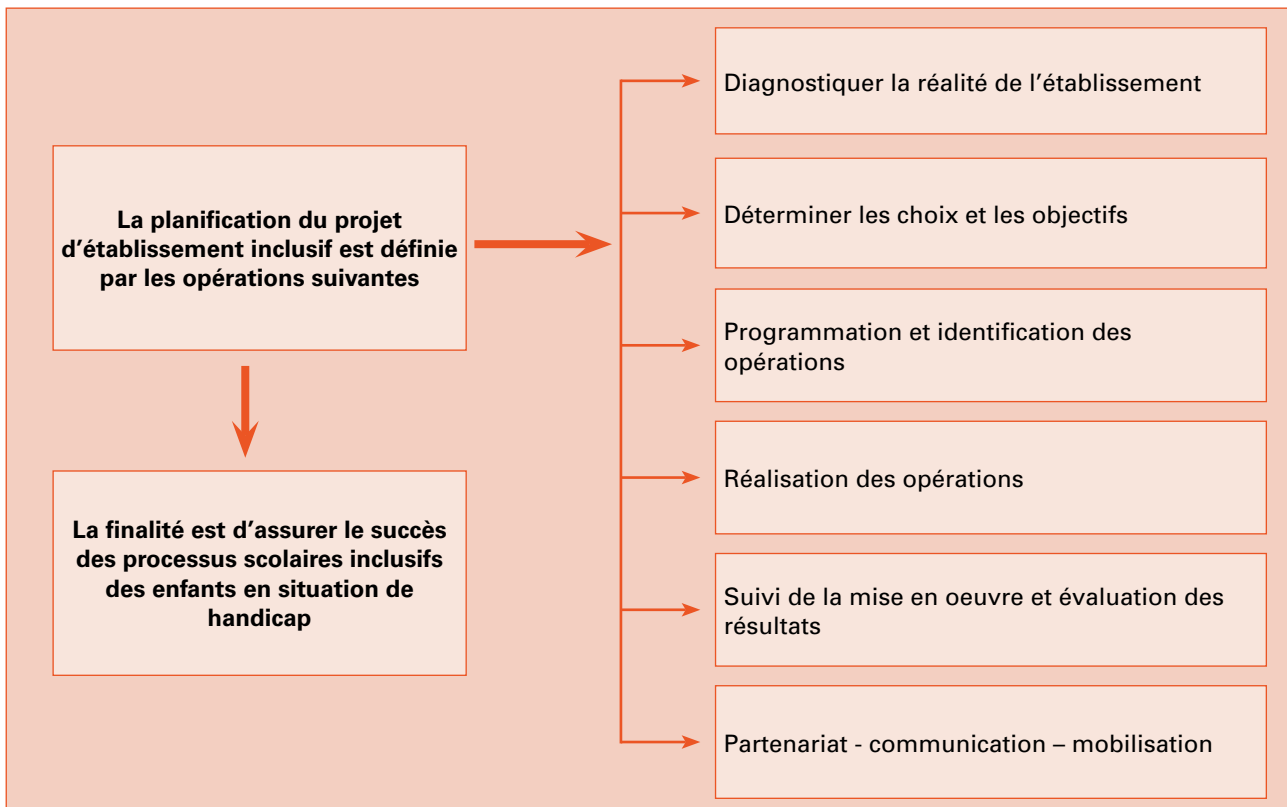 La planification du projet
d’établissement inclusif est définie
par les opérations suivantes
La finalité est d’assurer le succès
des processus scolaires inclusifs
des enfants en situation de
handicap
Diagnostiquer la réalité de l’établissement
Déterminer les choix et les objectifs
Programmation et identification des
opérations
Réalisation des opérations
Suivi de la mise en oeuvre et évaluation des
résultats
Partenariat - communication – mobilisation